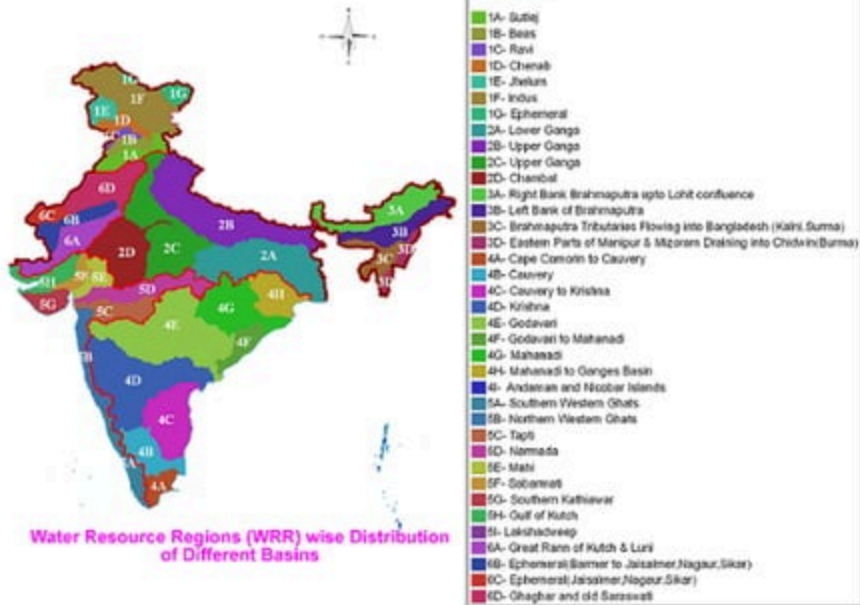 1G
1F
1G
1E
1D
1C
1B
1A
6D
6C
6B
6A
2B
2D
2C
2A
3A
3B
3D
3C
3D
5H
5F
5E
5G
5D
5C
4G
4H
4E
4F
5B
4D
4C
4B
5A
4A
Water Resource Regions (WRR) wise Distribution
of Different Basins
1A- Sutlej
1B- Beas
1C- Ravi
1D- Chenab
1E- Jhelum
1F- Indus
1G- Ephemeral
2A- Lower Ganga
2B- Upper Ganga
2C- Upper Ganga
2D- Chambal
3A- Right Bank Brahmaputra upto Lohit confluence
3B- Left Bank of Brahmaputra
3C- Brahmaputra Tributaries Flowing into Bangladesh (Kalni,Surma)
3D- Eastern Parts of Manipur & Mizoram Draining into Chidwin(Burma)
4A- Cape Comorin to Cauvery
4B- Cauvery
4C- Cauvery to Krishna
4D- Krishna
4E- Godavari
4F- Godavari to Mahanadi
4G- Mahanadi
4H- Mahanadi to Ganges Basin
4I- Andaman and Nicobar Islands
5A- Southern Western Ghats
5B- Northern Western Ghats
5C- Tapti
5D- Narmada
5E- Mahi
5F- Sabarmati
5G- Southern Kathiawar
5H- Gulf of Kutch
5I- Lakshadweep
6A- Great Rann of Kutch & Luni
6B- Ephemeral(Barmer to Jaisalmer,Nagaur,Sikar)
6C- Ephemeral(Jaisalmer,Nagaur,Sikar)
6D- Ghaghar and old Saraswati